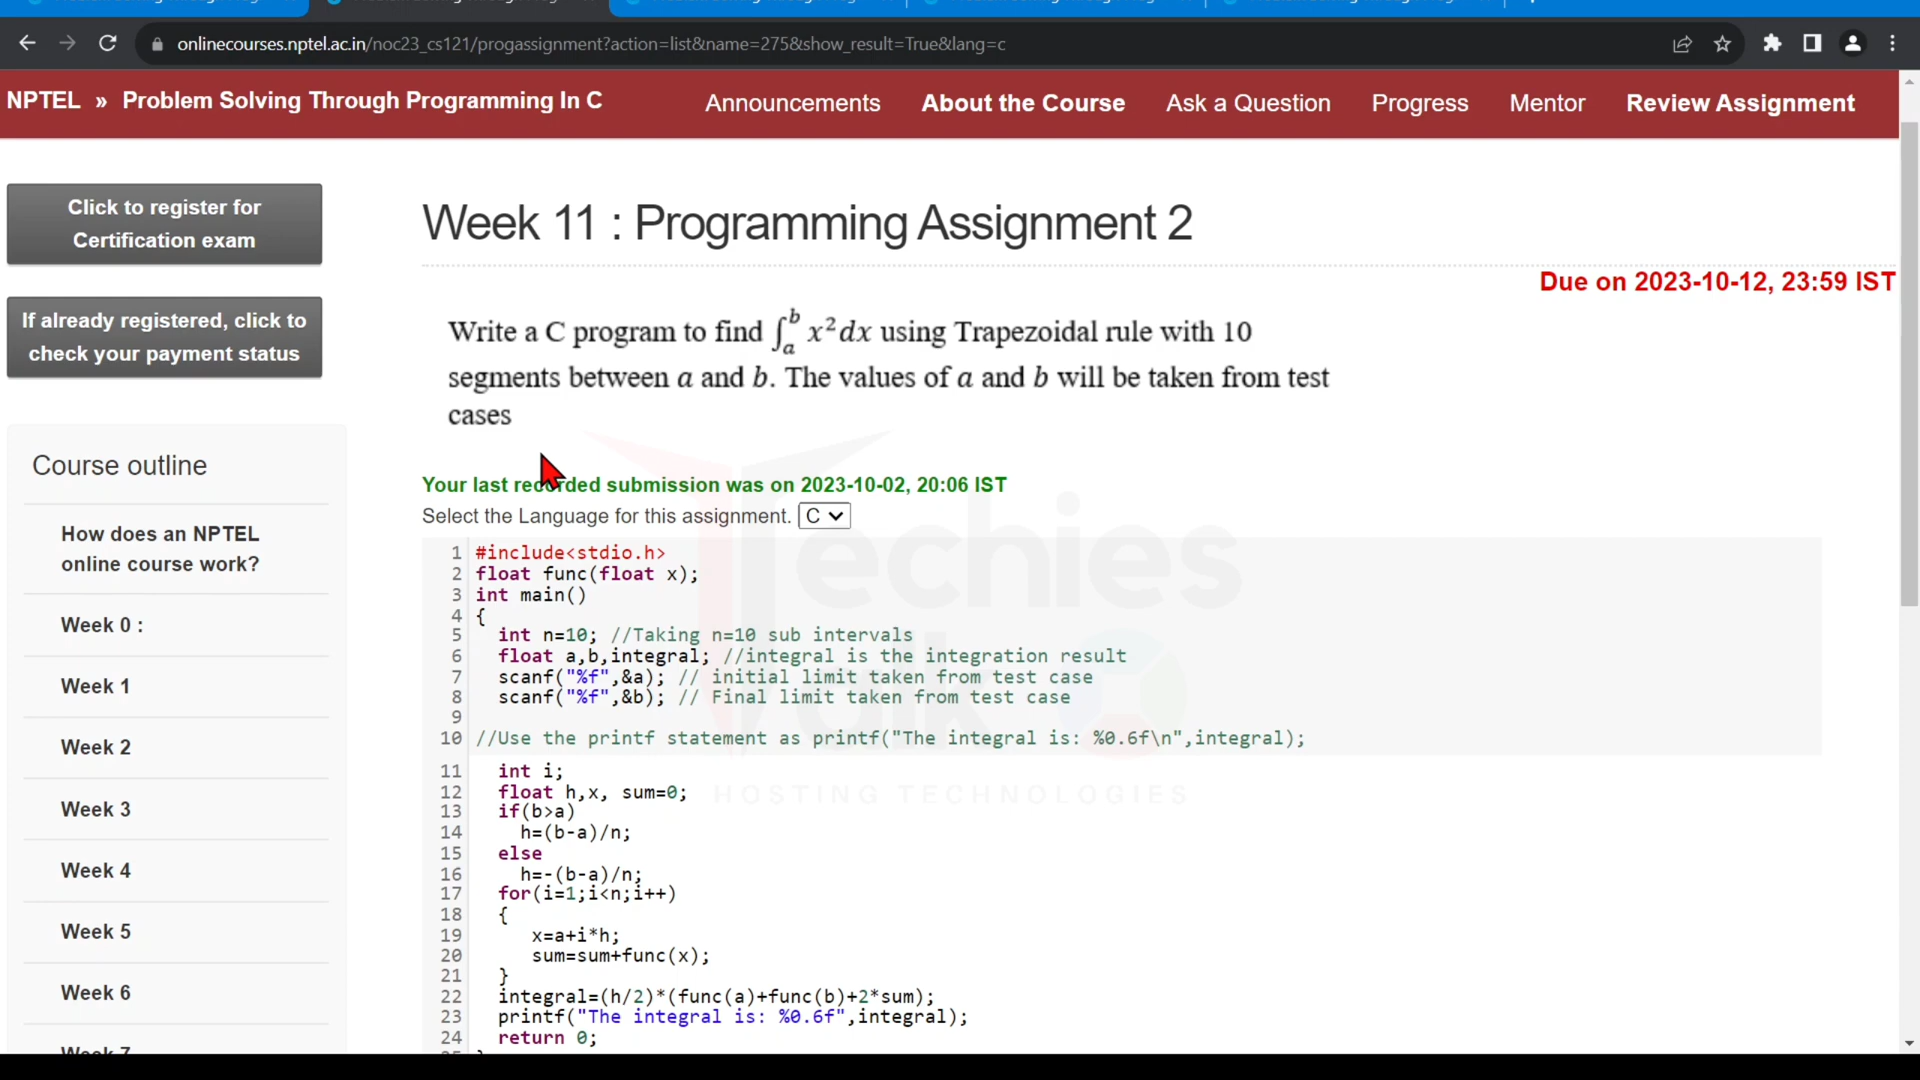 onlinecourses.nptel.ac.in/noc23_cs121/progassignment?action=list&name=275&show_result=True&lang=c
NPTEL » Problem Solving Through Programming In C
Announcements About the Course Ask a Question Progress Mentor Review Assignment
Click to register for
Certification exam
If already registered, click to
check your payment status
Course outline
How does an NPTEL
online course work?
Week 0 :
Week 1
Week 2
Week 3
Week 4
Week 5
Week 6
Week 7
Week 11 : Programming Assignment 2
Due on 2023-10-12, 23:59 IST
Write a C program to find ∫ₐᵇ x²dx using Trapezoidal rule with 10
segments between a and b. The values of a and b will be taken from test
cases
Your last recorded submission was on 2023-10-02, 20:06 IST
Select the Language for this assignment. C
1 #include<stdio.h>
2 float func(float x);
3 int main()
4 {
5 int n=10; //Taking n=10 sub intervals
6 float a,b,integral; //integral is the integration result
7 scanf("%f",&a); // initial limit taken from test case
8 scanf("%f",&b); // Final limit taken from test case
9
10 //Use the printf statement as printf("The integral is: %0.6f\n",integral);
11 int i;
12 float h,x, sum=0;
13 if(b>a)
14 h=(b-a)/n;
15 else
16 h=-(b-a)/n;
17 for(i=1;i<n;i++)
18 {
19 x=a+i*h;
20 sum=sum+func(x);
21 }
22 integral=(h/2)*(func(a)+func(b)+2*sum);
23 printf("The integral is: %0.6f",integral);
24 return 0;
Techies
Talk
HOSTING TECHNOLOGIES